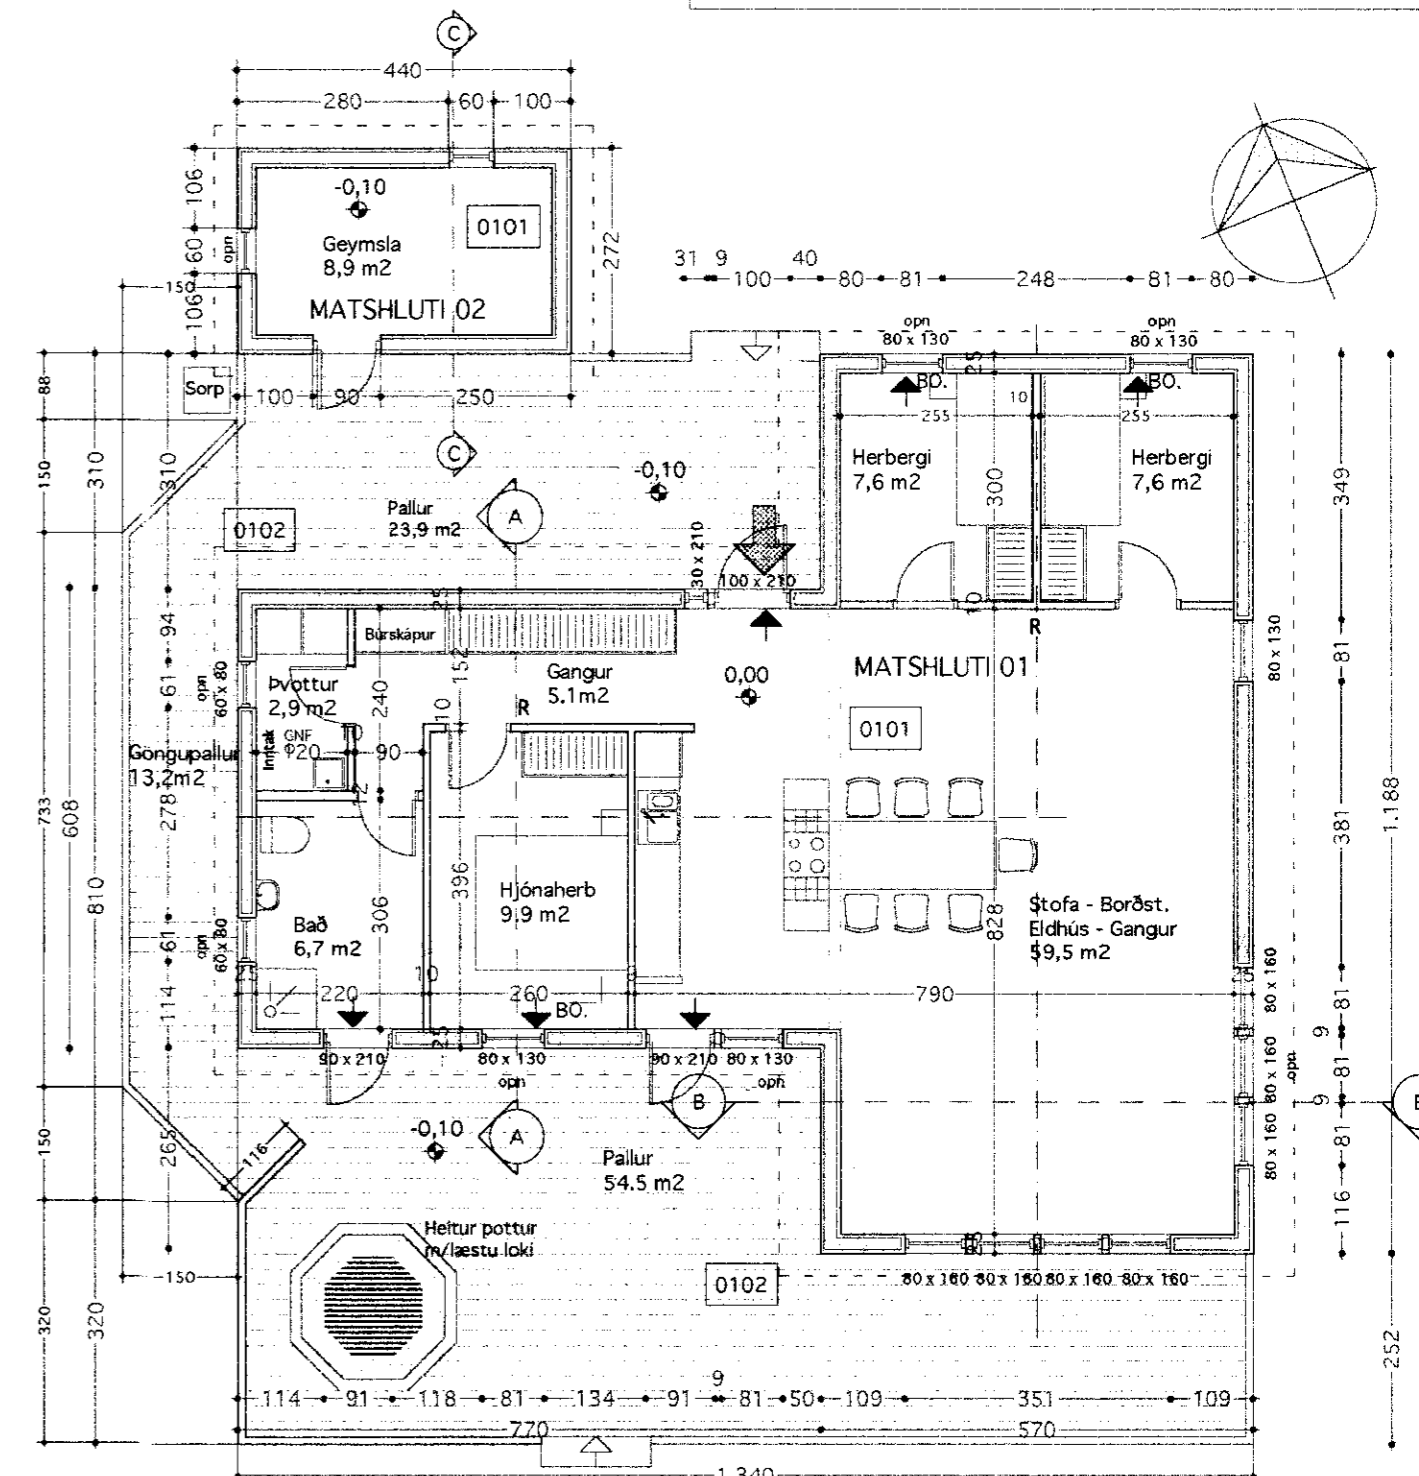 C
440
280 60 100
106
60
106
opn
-0,10
0101
Geymsla
8,9 m2
MATSHLUTI 02
272
150
31 9 100 40 80 81 248 81 80
opn
80 x 130
opn
80 x 130
Sorp
100 90 250
25
BO.
BO.
255
10
255
C
-0,10
Herbergi
7,6 m2
Herbergi
7,6 m2
300
Pallur
23,9 m2
A
0102
30 x 210
100 x 210
88
150
733
150
320
608
310
810
320
310
94
61
278
61
114
265
25
Búrskápur
152
10
R
10
Gangur
5.1m2
R
0,00
MATSHLUTI 01
0101
80 x 130
opn
60 x 80
Þvottur
2,9 m2
240
GNF
Inntak
120
10
90
12
Göngupallur
13,2m2
Hjónaherb
9,9 m2
396
Bað
6,7 m2
306
opn
60 x 80
Stofa - Borðst.
Eldhús - Gangur
59,5 m2
828
25
220
10
260
BO.
790
25
90 x 210
25
80 x 130
opn
90 x 210
80 x 130
opn
80 x 160
80 x 160
80 x 160
opn
349
81
381
81
9
81
9
81
116
1.188
252
B
-0,10
A
Pallur
54.5 m2
116
150
Heitur pottur
m/læstu loki
0102
80 x 160 80 x 160 80 x 160 80 x 160
114 91 118 81 134 91 9 81 50 109 351 109
770 570
1.340